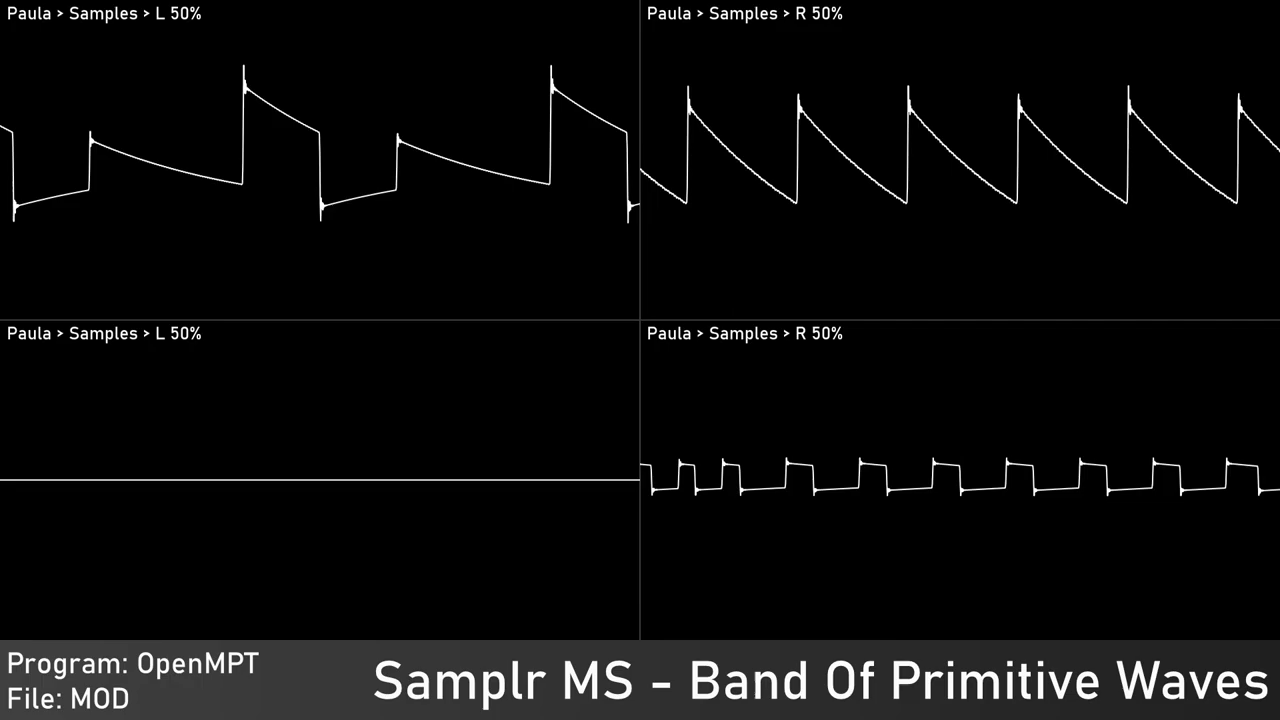 Paula > Samples > L 50%
Paula > Samples > R 50%
Paula > Samples > L 50%
Paula > Samples > R 50%
Program: OpenMPT
File: MOD
Samplr MS - Band Of Primitive Waves